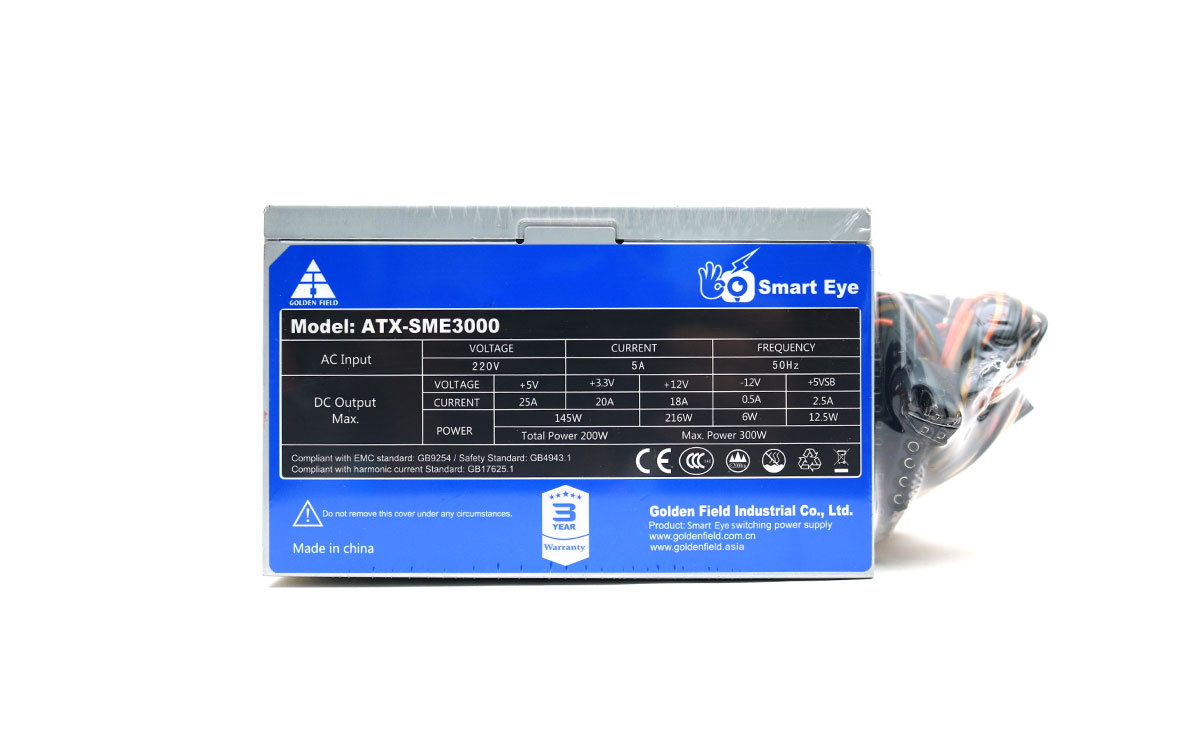 GOLDEN FIELD
Smart Eye
Model: ATX-SME3000
AC Input
VOLTAGE CURRENT FREQUENCY
220V 5A 50Hz
DC Output
Max.
VOLTAGE +5V +3.3V +12V -12V +5VSB
CURRENT 25A 20A 18A 0.5A 2.5A
POWER
145W 216W 6W 12.5W
Total Power 200W Max. Power 300W
Compliant with EMC standard: GB9254 / Safety Standard: GB4943.1
Compliant with harmonic current Standard: GB17625.1
CE
CCC
Do not remove this cover under any circumstances.
Made in china
3
YEAR
Warranty
Golden Field Industrial Co., Ltd.
Product: Smart Eye switching power supply
www.goldenfield.com.cn
www.goldenfield.asia